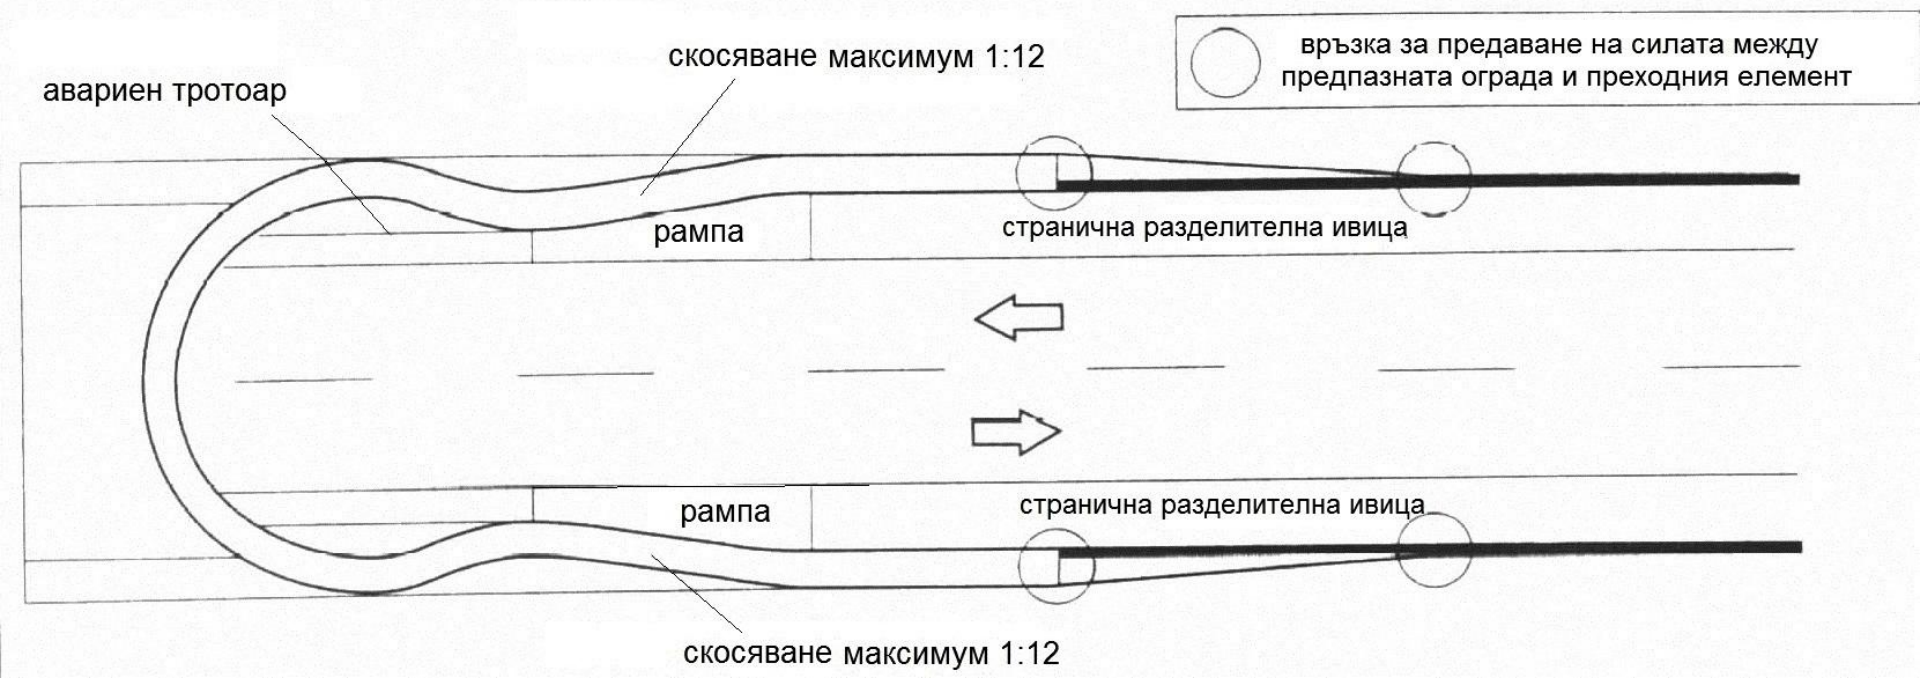 скосяване максимум 1:12
връзка за предаване на силата между
предпазната ограда и преходния елемент
авариен тротоар
рампа
странична разделителна ивица
рампа
странична разделителна ивица
скосяване максимум 1:12